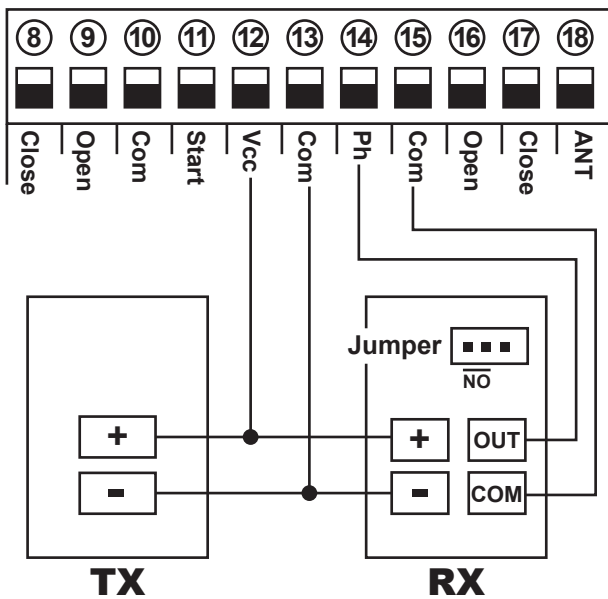 8 9 10 11 12 13 14 15 16 17 18
Close Open Com Start Vcc Com Ph Com Open Close ANT
Jumper
NO
+ + OUT
- - COM
TX RX